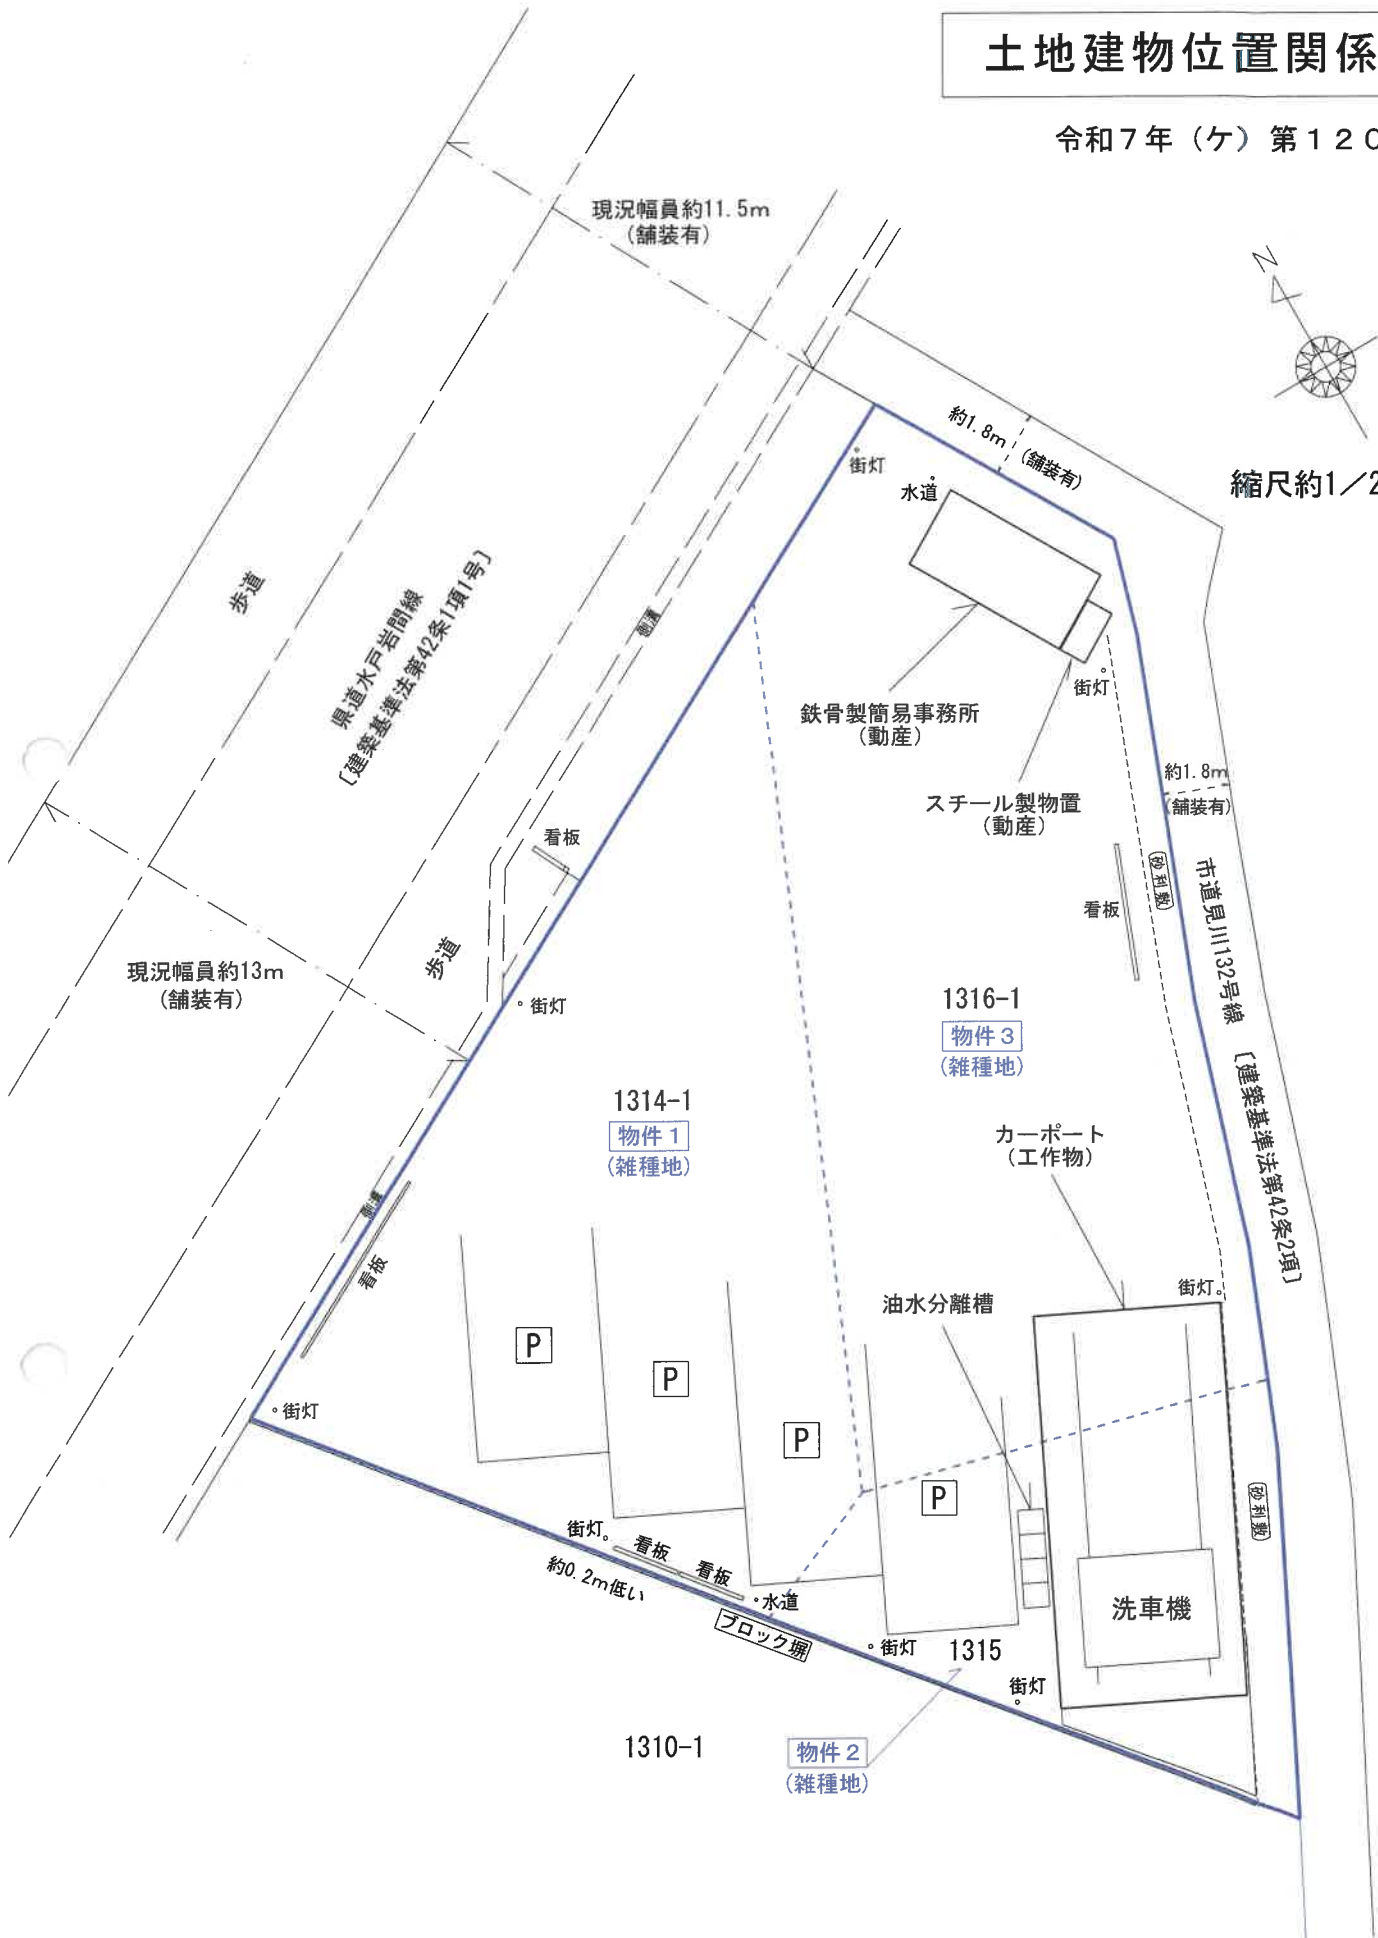 土地建物位置関係
令和７年（ケ）第１２０
現況幅員約11.5m
(舗装有)
約1.8m
(舗装有)
縮尺約1／2
街灯
水道
歩道
県道水戸岩間線
〔建築基準法第42条1項1号〕
側溝
街灯
鉄骨製簡易事務所
(動産)
スチール製物置
(動産)
約1.8m
(舗装有)
看板
砂利敷
看板
市道見川132号線 〔建築基準法第42条2項〕
歩道
現況幅員約13m
(舗装有)
街灯
1316-1
物件３
(雑種地)
1314-1
物件１
(雑種地)
カーポート
(工作物)
側溝
看板
街灯
油水分離槽
P
P
P
P
街灯
砂利敷
街灯
看板
看板
約0.2m低い
水道
ブロック塀
洗車機
街灯
1315
街灯
1310-1
物件２
(雑種地)
N